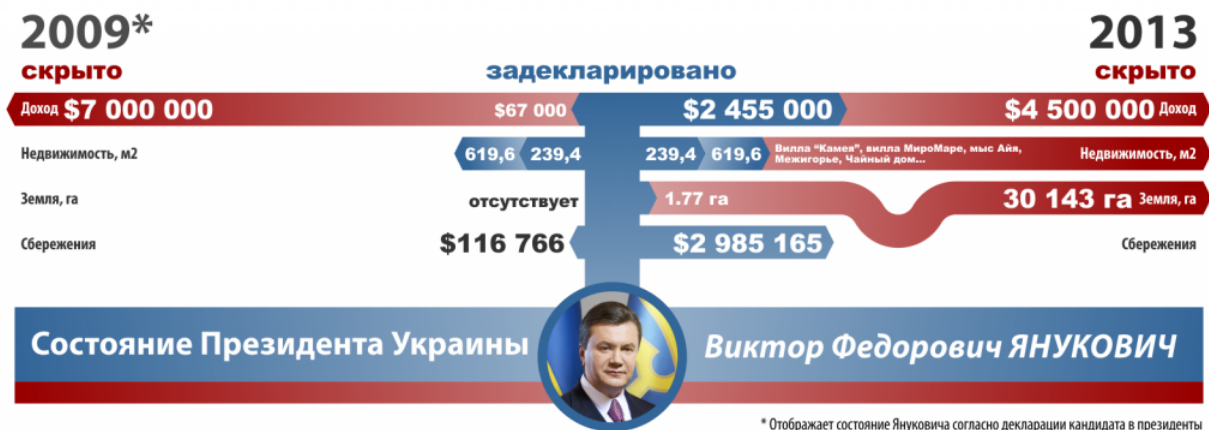 2009*
2013
скрыто
задекларировано
скрыто
Доход $7 000 000
$67 000
$2 455 000
$4 500 000 Доход
Недвижимость, м2
619,6
239,4
239,4
619,6
Вилла "Камея", вилла МироМаре, мыс Айя,
Межигорье, Чайный дом...
Недвижимость, м2
Земля, га
отсутствует
1.77 га
30 143 га Земля, га
Сбережения
$116 766
$2 985 165
Сбережения
Состояние Президента Украины
Виктор Федорович ЯНУКОВИЧ
* Отображает состояние Януковича согласно декларации кандидата в президенты